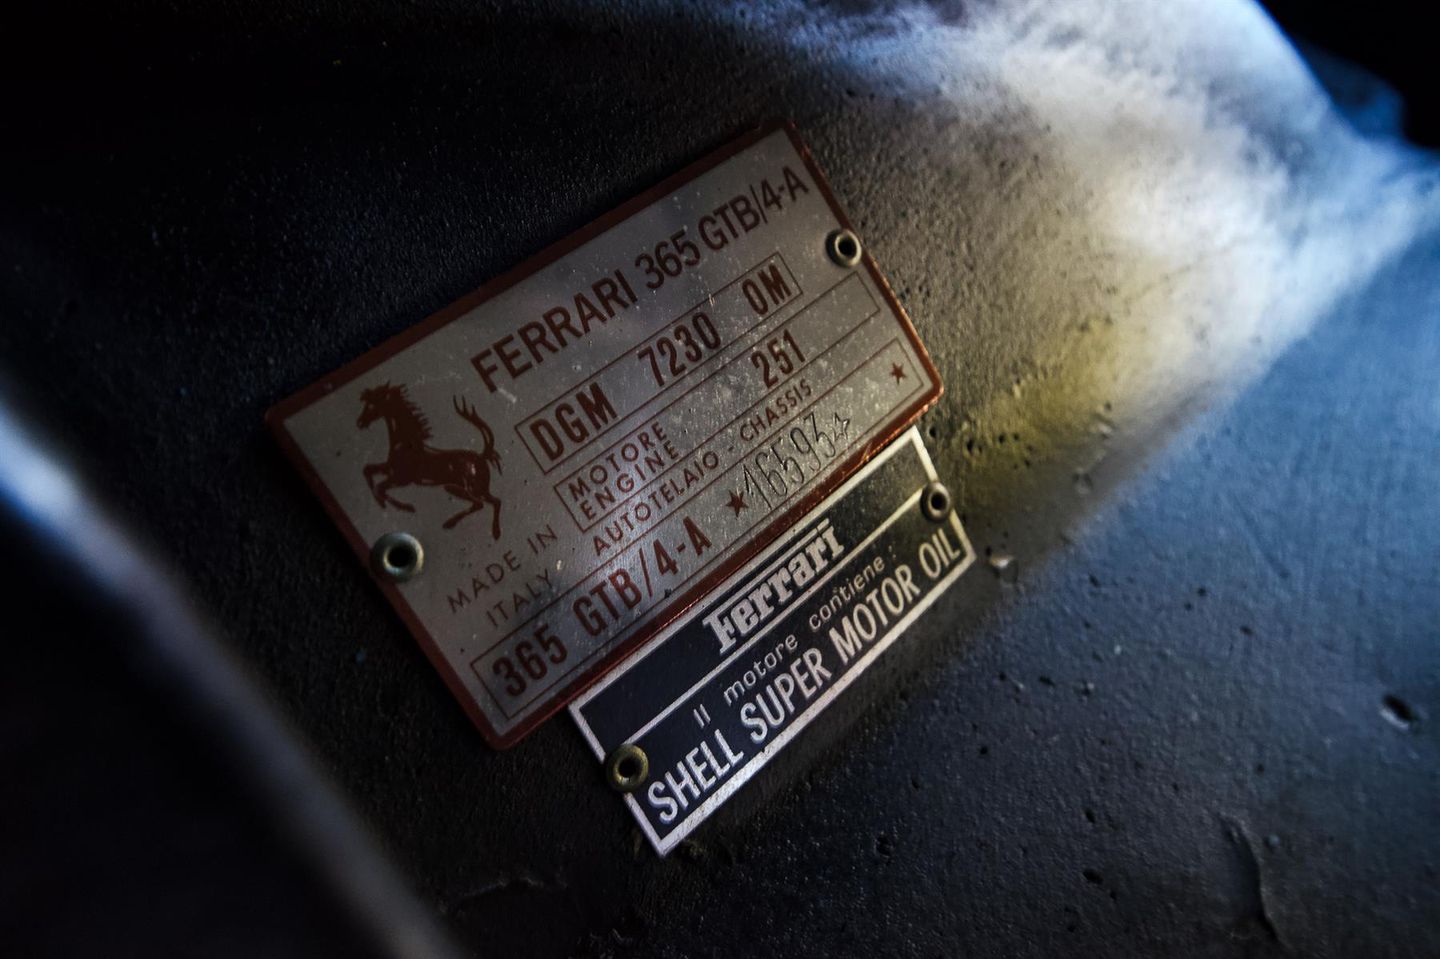 FERRARI 365 GTB/4-A
DGM 7230 OM
MOTORE
ENGINE
251
AUTOTELAIO - CHASSIS
MADE IN
ITALY
365 GTB/4-A ★16593☆ ★
Ferrari
Il motore contiene:
SHELL SUPER MOTOR OIL